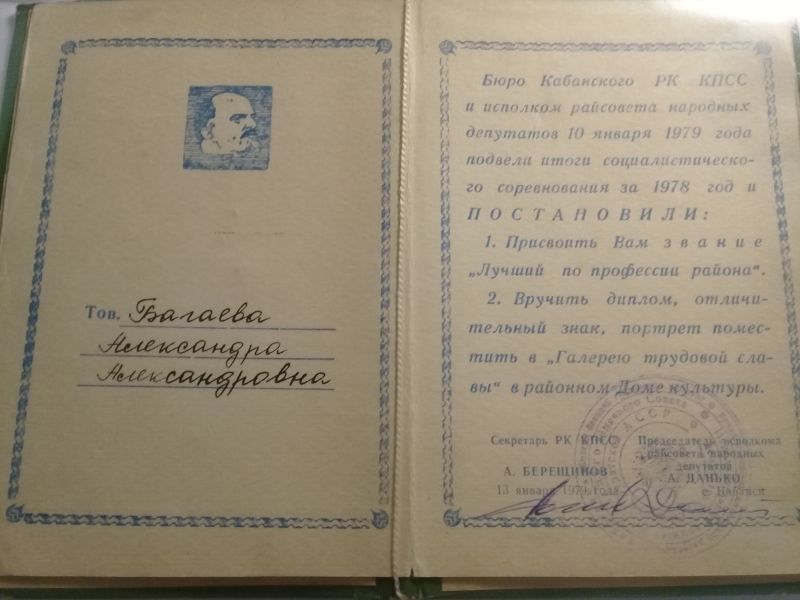 Тов. Багаева
Александра
Александровна
Бюро Кабанского РК КПСС
и исполком райсовета народных
депутатов 10 января 1979 года
подвели итоги социалистическо-
го соревнования за 1978 год и
ПОСТАНОВИЛИ:
1. Присвоить Вам звание
„Лучший по профессии района“.
2. Вручить диплом, отличи-
тельный знак, портрет помес-
тить в „Галерею трудовой сла-
вы“ в районном Доме культуры.
Секретарь РК КПСС
А. БЕРЕЩИНОВ
13 января 1979 года
Председатель исполкома
райсовета народных
депутатов
А. ДАНЬКО
г. Кабанск
АССР